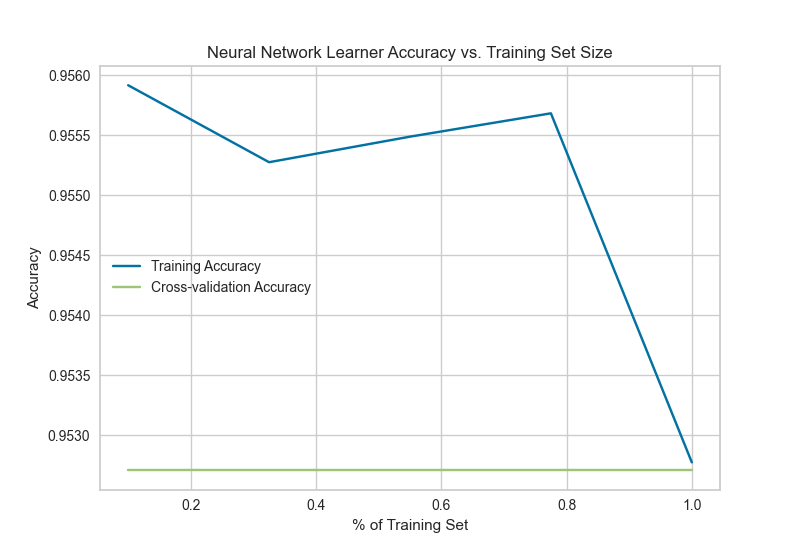 Neural Network Learner Accuracy vs. Training Set Size
0.9560
0.9555
0.9550
0.9545
0.9540
0.9535
0.9530
Accuracy
Training Accuracy
Cross-validation Accuracy
0.2
0.4
0.6
0.8
1.0
% of Training Set